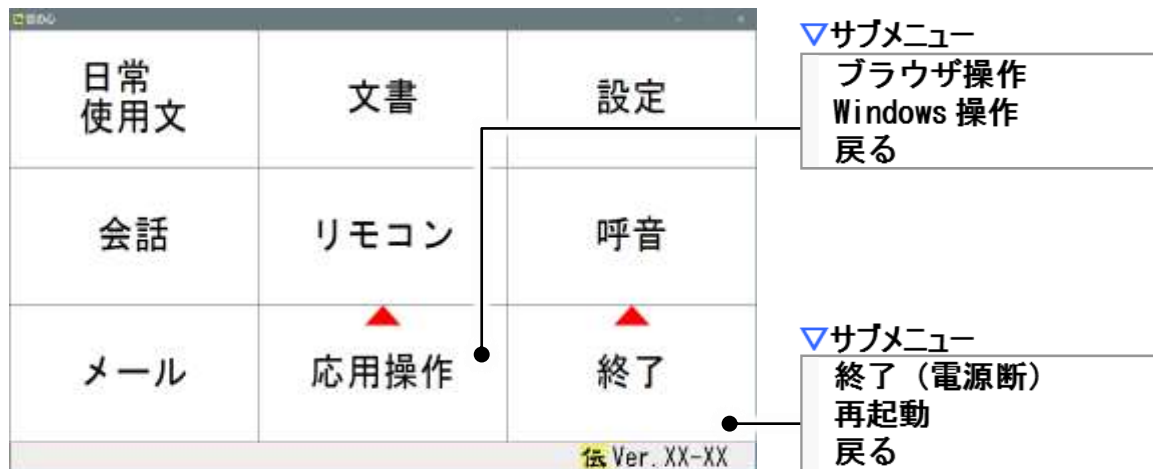 伝の心
日常
使用文
文書
設定
会話
リモコン
呼音
メール
応用操作
終了
伝 Ver. XX-XX
▽サブメニュー
ブラウザ操作
Windows 操作
戻る
▽サブメニュー
終了（電源断）
再起動
戻る